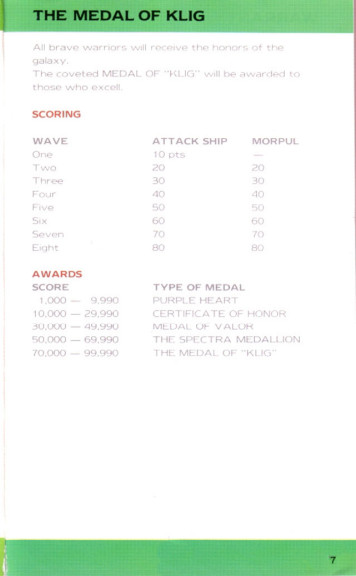 THE MEDAL OF KLIG
All brave warriors will receive the honors of the
galaxy.
The coveted MEDAL OF "KLIG" will be awarded to
those who excell.
SCORING
WAVE ATTACK SHIP MORPUL
One 10 pts —
Two 20 20
Three 30 30
Four 40 40
Five 50 50
Six 60 60
Seven 70 70
Eight 80 80
AWARDS
SCORE TYPE OF MEDAL
1,000 — 9,990 PURPLE HEART
10,000 — 29,990 CERTIFICATE OF HONOR
30,000 — 49,990 MEDAL OF VALOR
50,000 — 69,990 THE SPECTRA MEDALLION
70,000 — 99,990 THE MEDAL OF "KLIG"
7